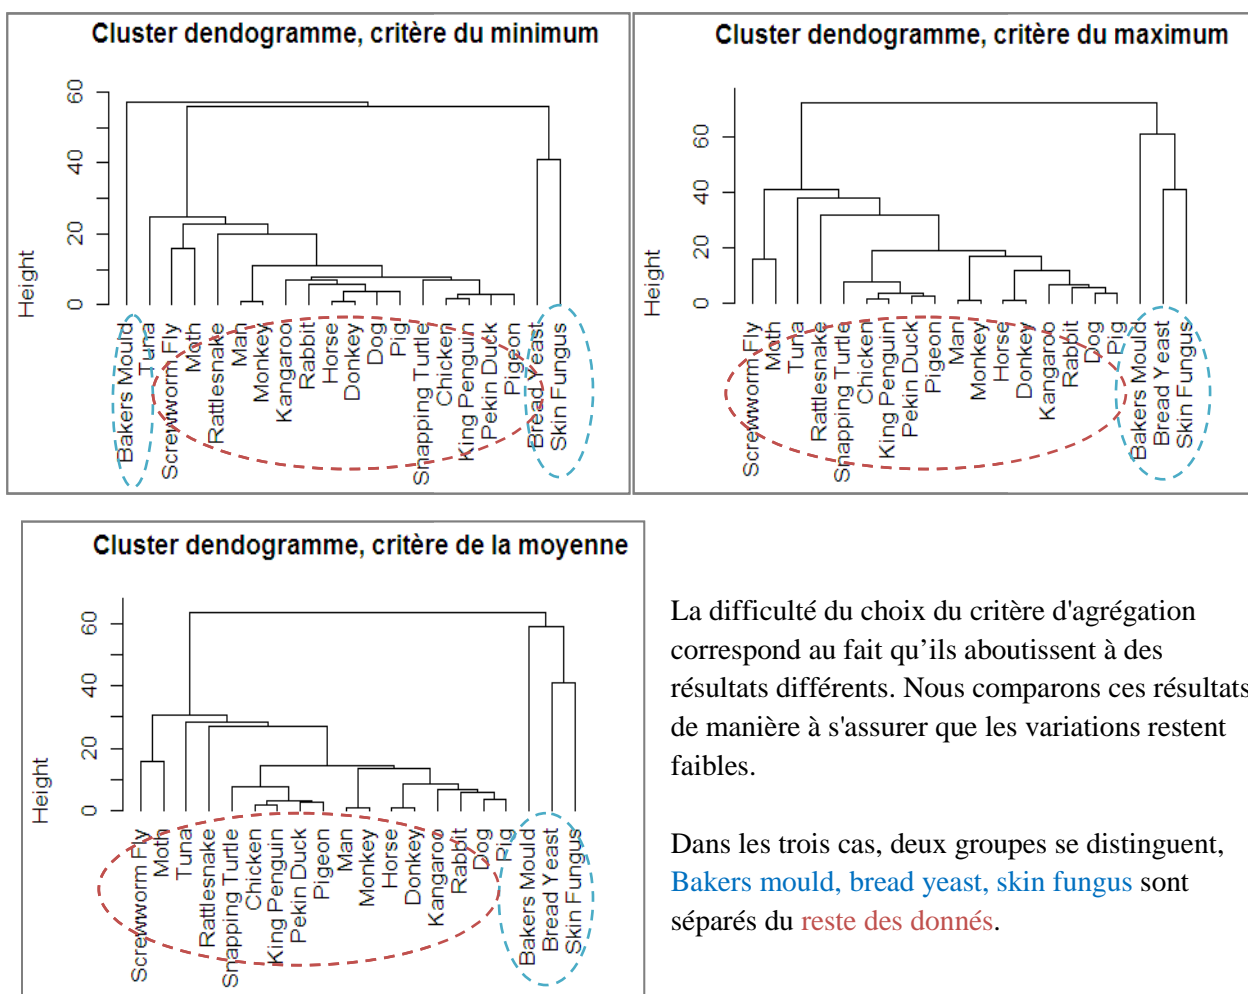 Cluster dendogramme, critère du minimum
Height
0
20
40
60
Bakers Mould
Tuna
Screwworm Fly
Moth
Rattlesnake
Man
Monkey
Kangaroo
Rabbit
Horse
Donkey
Dog
Pig
Snapping Turtle
Chicken
King Penguin
Pekin Duck
Pigeon
Bread Yeast
Skin Fungus
Cluster dendogramme, critère du maximum
Height
0
20
40
60
Screwworm Fly
Moth
Tuna
Rattlesnake
Snapping Turtle
Chicken
King Penguin
Pekin Duck
Pigeon
Man
Monkey
Horse
Donkey
Kangaroo
Rabbit
Dog
Pig
Bakers Mould
Bread Yeast
Skin Fungus
Cluster dendogramme, critère de la moyenne
Height
0
20
40
60
Screwworm Fly
Moth
Tuna
Rattlesnake
Snapping Turtle
Chicken
King Penguin
Pekin Duck
Pigeon
Man
Monkey
Horse
Donkey
Kangaroo
Rabbit
Dog
Pig
Bakers Mould
Bread Yeast
Skin Fungus
La difficulté du choix du critère d'agrégation
correspond au fait qu’ils aboutissent à des
résultats différents. Nous comparons ces résultats
de manière à s'assurer que les variations restent
faibles.
Dans les trois cas, deux groupes se distinguent,
Bakers mould, bread yeast, skin fungus sont
séparés du reste des donnés.